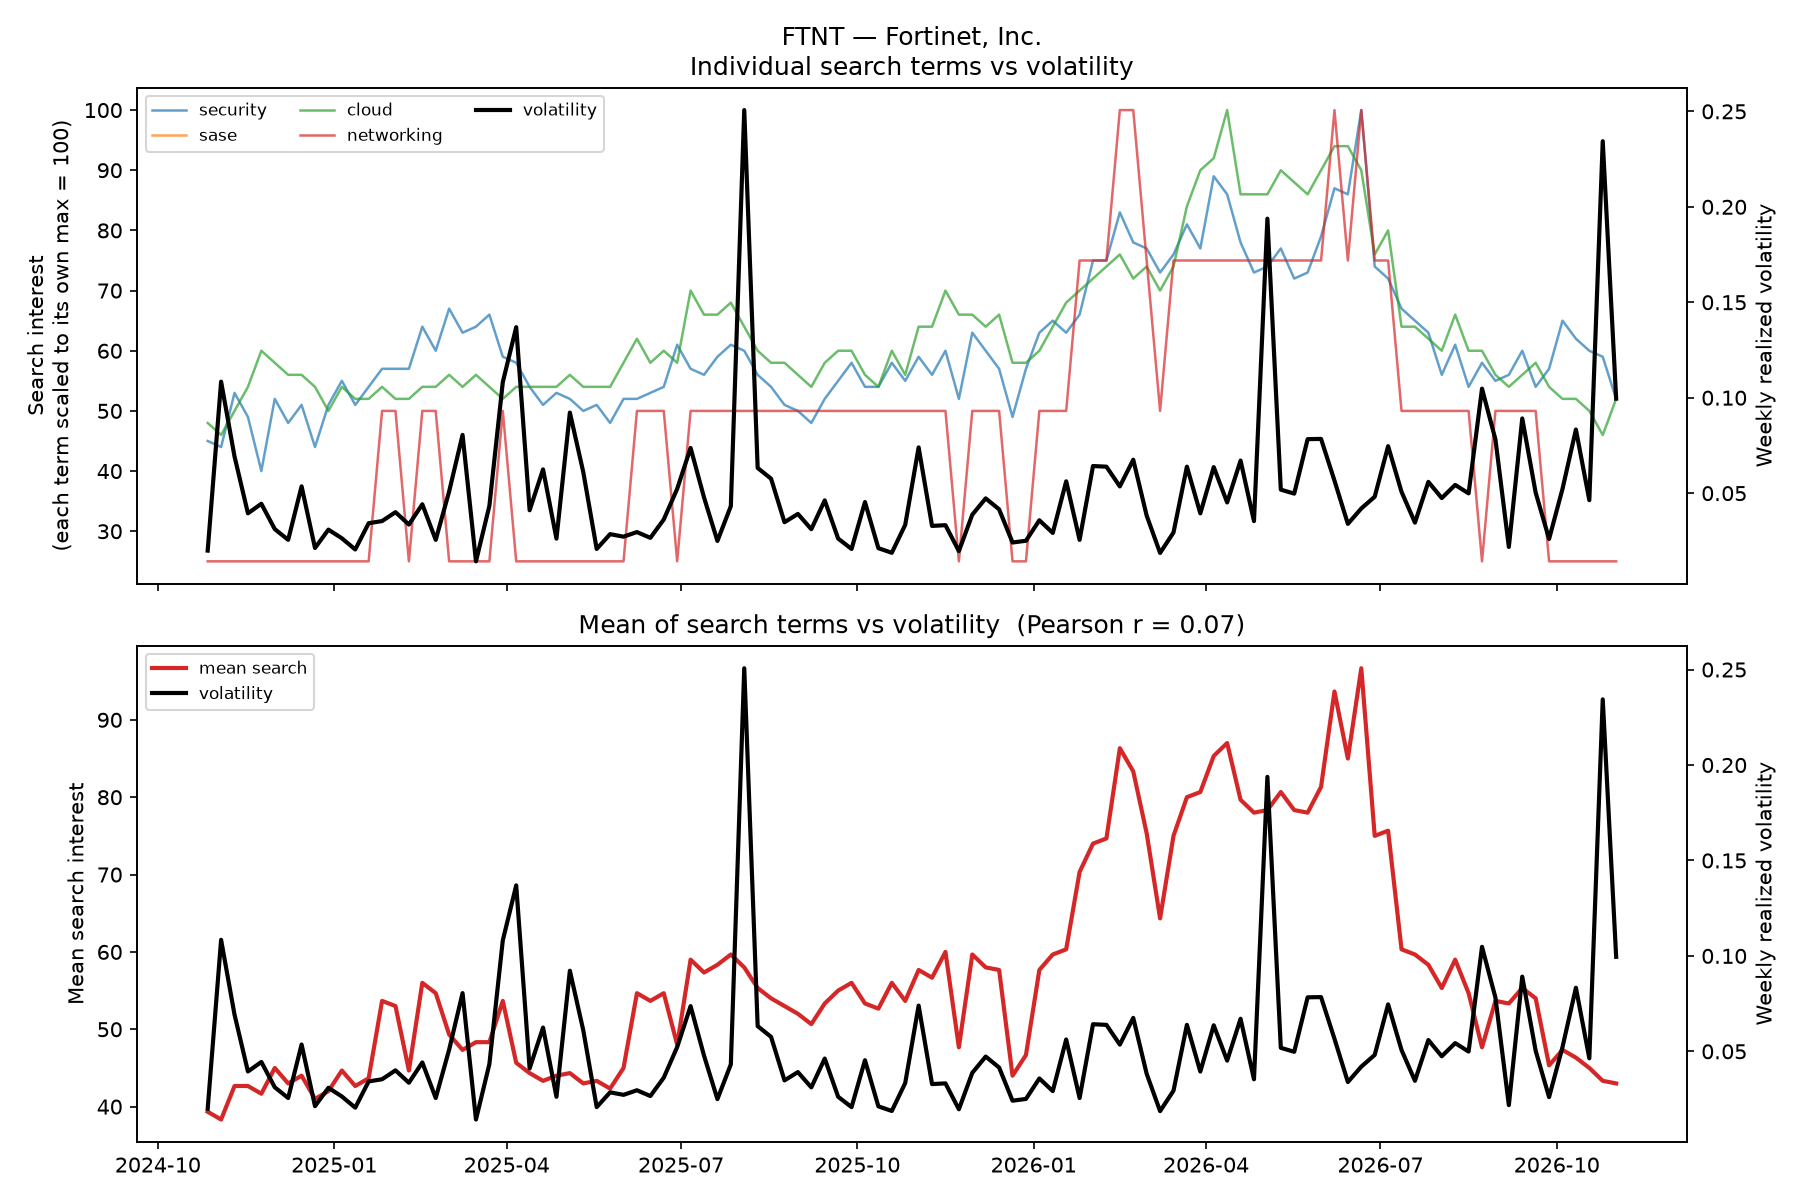 FTNT — Fortinet, Inc.
Individual search terms vs volatility
security
sase
cloud
networking
volatility
Search interest
(each term scaled to its own max = 100)
100
90
80
70
60
50
40
30
0.25
0.20
0.15
0.10
0.05
Weekly realized volatility
Mean of search terms vs volatility  (Pearson r = 0.07)
mean search
volatility
Mean search interest
90
80
70
60
50
40
0.25
0.20
0.15
0.10
0.05
Weekly realized volatility
2024-10
2025-01
2025-04
2025-07
2025-10
2026-01
2026-04
2026-07
2026-10